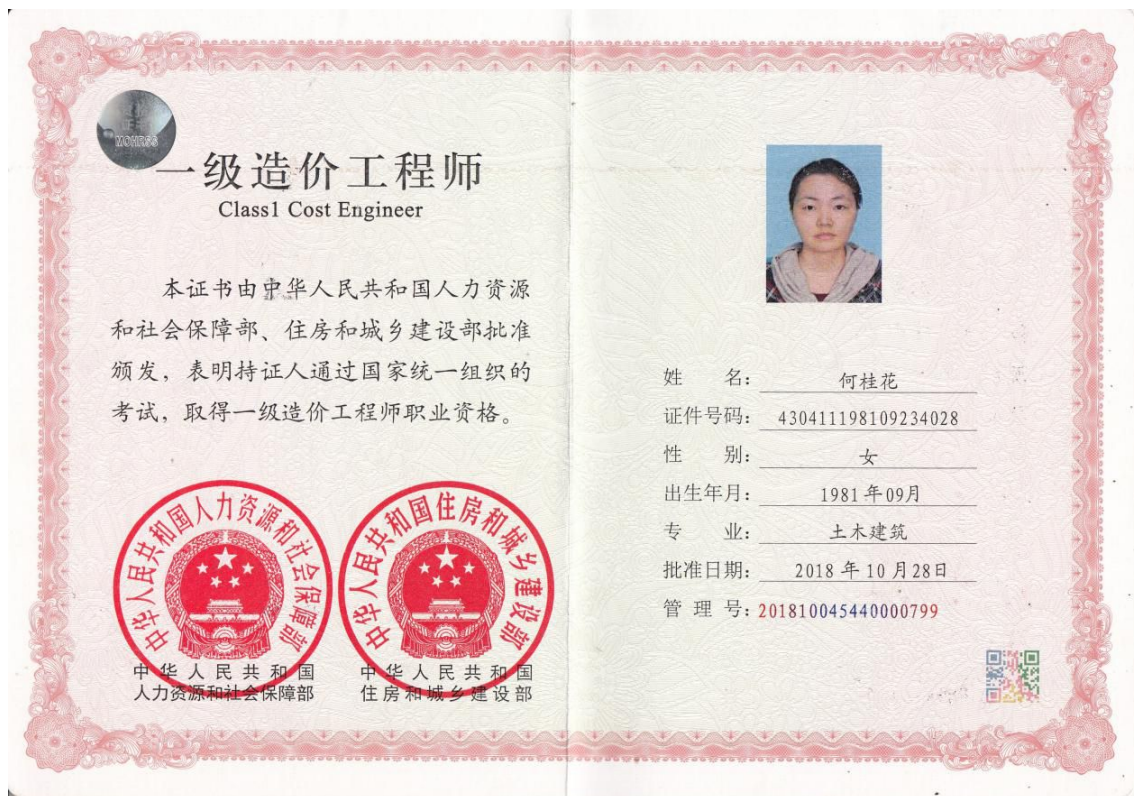 MOHRSS
一级造价工程师
Class1 Cost Engineer
本证书由中华人民共和国人力资源
和社会保障部、住房和城乡建设部批准
颁发，表明持证人通过国家统一组织的
考试，取得一级造价工程师职业资格。
中华人民共和国人力资源和社会保障部
中华人民共和国住房和城乡建设部
中华人民共和国
人力资源和社会保障部
中华人民共和国
住房和城乡建设部
姓 名： 何桂花
证件号码： 430411198109234028
性 别： 女
出生年月： 1981年09月
专 业： 土木建筑
批准日期： 2018年10月28日
管 理 号：201810045440000799